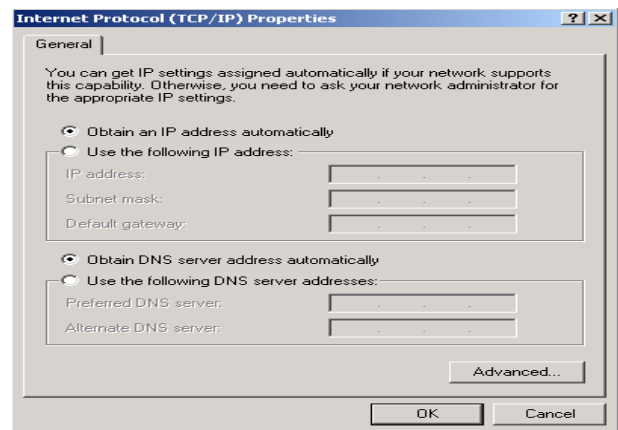 Internet Protocol (TCP/IP) Properties
General
You can get IP settings assigned automatically if your network supports
this capability. Otherwise, you need to ask your network administrator for
the appropriate IP settings.
Obtain an IP address automatically
Use the following IP address:
IP address:
Subnet mask:
Default gateway:
Obtain DNS server address automatically
Use the following DNS server addresses:
Preferred DNS server:
Alternate DNS server:
Advanced...
OK Cancel